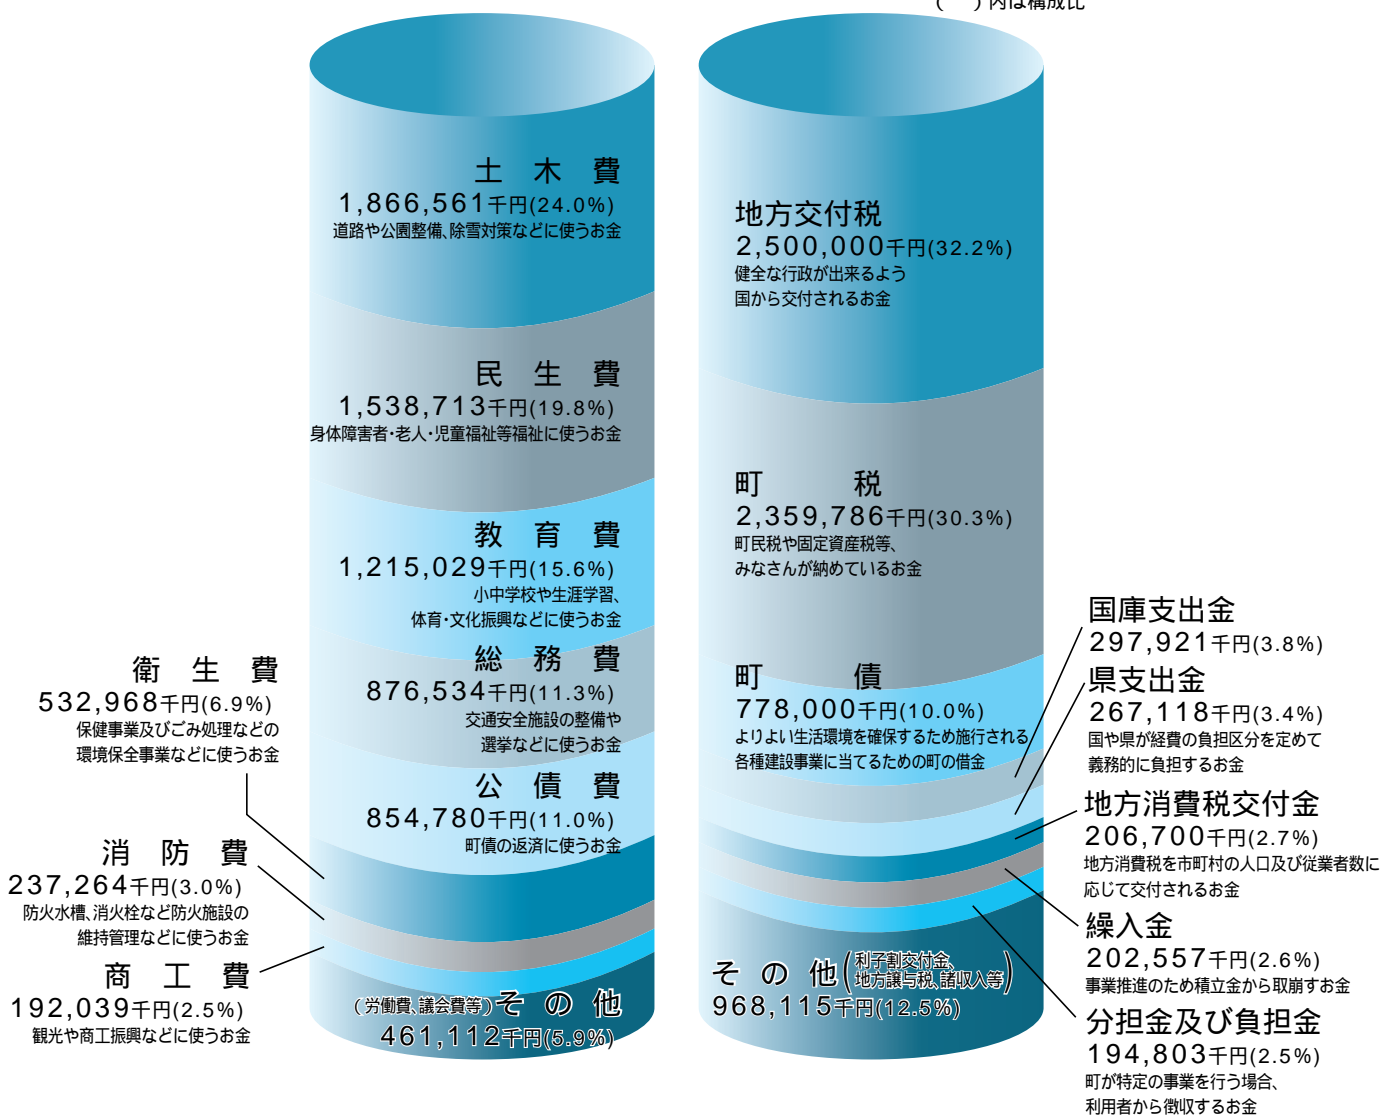 ( ) 内は構成比
土木費
1,866,561千円(24.0%)
道路や公園整備、除雪対策などに使うお金
民生費
1,538,713千円(19.8%)
身体障害者・老人・児童福祉等福祉に使うお金
教育費
1,215,029千円(15.6%)
小中学校や生涯学習、
体育・文化振興などに使うお金
総務費
876,534千円(11.3%)
交通安全施設の整備や
選挙などに使うお金
公債費
854,780千円(11.0%)
町債の返済に使うお金
衛生費
532,968千円(6.9%)
保健事業及びごみ処理などの
環境保全事業などに使うお金
消防費
237,264千円(3.0%)
防火水槽、消火栓など防火施設の
維持管理などに使うお金
商工費
192,039千円(2.5%)
観光や商工振興などに使うお金
(労働費、議会費等)その他
461,112千円(5.9%)
地方交付税
2,500,000千円(32.2%)
健全な行政が出来るよう
国から交付されるお金
町税
2,359,786千円(30.3%)
町民税や固定資産税等、
みなさんが納めているお金
町債
778,000千円(10.0%)
よりよい生活環境を確保するため施行される
各種建設事業に当てるための町の借金
国庫支出金
297,921千円(3.8%)
県支出金
267,118千円(3.4%)
国や県が経費の負担区分を定めて
義務的に負担するお金
地方消費税交付金
206,700千円(2.7%)
地方消費税を市町村の人口及び従業者数に
応じて交付されるお金
繰入金
202,557千円(2.6%)
事業推進のため積立金から取崩すお金
分担金及び負担金
194,803千円(2.5%)
町が特定の事業を行う場合、
利用者から徴収するお金
その他(利子割交付金、
地方譲与税、諸収入等)
968,115千円(12.5%)